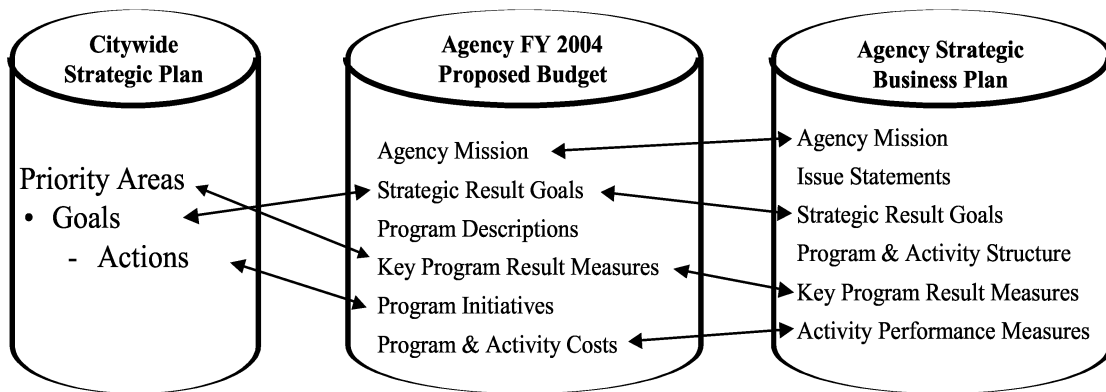 Citywide
Strategic Plan
Priority Areas
• Goals
- Actions
Agency FY 2004
Proposed Budget
Agency Mission
Strategic Result Goals
Program Descriptions
Key Program Result Measures
Program Initiatives
Program & Activity Costs
Agency Strategic
Business Plan
Agency Mission
Issue Statements
Strategic Result Goals
Program & Activity Structure
Key Program Result Measures
Activity Performance Measures